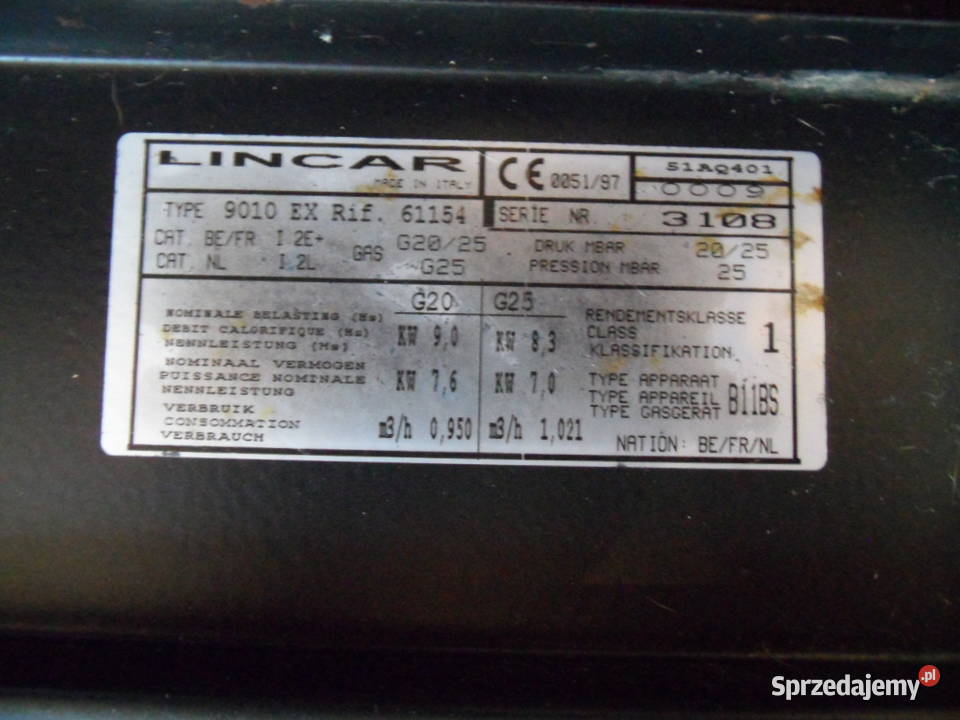 LINCAR
MADE IN ITALY
CE 0051/97
51AQ401
0009
TYPE 9010 EX Rif. 61154
SERIE NR. 3108
CAT. BE/FR I 2E+ GAS G20/25 DRUK MBAR 20/25
CAT. NL I 2L G25 PRESSION MBAR 25
G20 G25
NOMINALE BELASTING (Hs)
DEBIT CALORIFIQUE (Hs) KW 9,0 KW 8,3
NENNLEISTUNG (Hs)
NOMINAAL VERMOGEN
PUISSANCE NOMINALE KW 7,6 KW 7,0
NENNLEISTUNG
VERBRUIK
CONSOMMATION m3/h 0,950 m3/h 1,021
VERBRAUCH
RENDEMENTSKLASSE
CLASS 1
KLASSIFIKATION
TYPE APPARAAT
TYPE APPAREIL B11BS
TYPE GASGERÄT
NATIÖN: BE/FR/NL
Sprzedajemy.pl